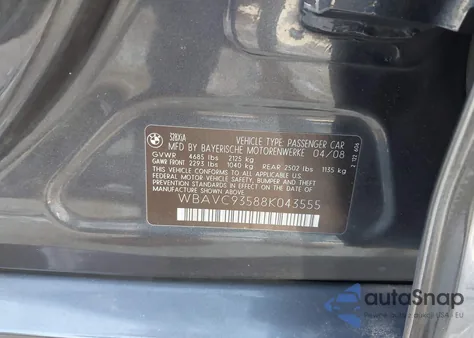 BMW
VEHICLE TYPE PASSENGER CAR
MFD BY BAYERISCHE MOTORENWERKE 04/08
GVWR 4685 lbs 2125 kg
GAWR FRONT 2293 lbs 1040 kg GAWR REAR 2502 lbs 1135 kg
THIS VEHICLE CONFORMS TO ALL APPLICABLE
FEDERAL MOTOR VEHICLE SAFETY, BUMPER, AND
THEFT PREVENTION STANDARDS IN EFFECT ON THE
DATE OF MANUFACTURE SHOWN ABOVE.
WBAVC93588K043555
autoSnap